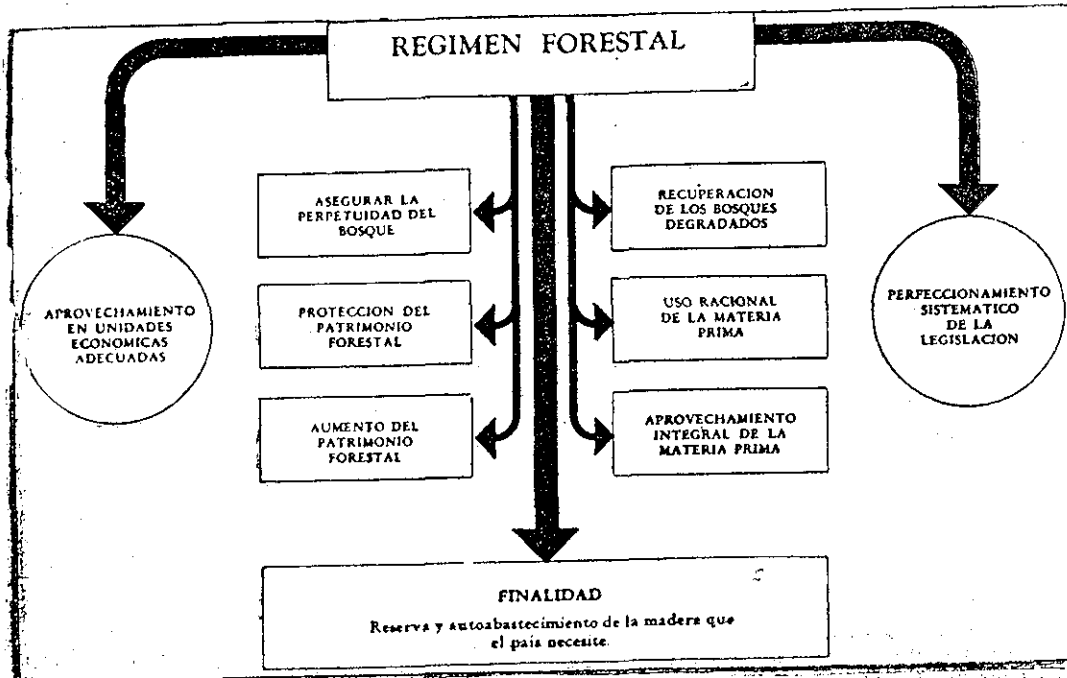 REGIMEN FORESTAL
ASEGURAR LA
PERPETUIDAD DEL
BOSQUE
RECUPERACION
DE LOS BOSQUES
DEGRADADOS
APROVECHAMIENTO
EN UNIDADES
ECONOMICAS
ADECUADAS
PROTECCION DEL
PATRIMONIO
FORESTAL
USO RACIONAL
DE LA MATERIA
PRIMA
PERFECCIONAMIENTO
SISTEMATICO
DE LA
LEGISLACION
AUMENTO DEL
PATRIMONIO
FORESTAL
APROVECHAMIENTO
INTEGRAL DE LA
MATERIA PRIMA
FINALIDAD
Reserva y autoabastecimiento de la madera que
el país necesite.